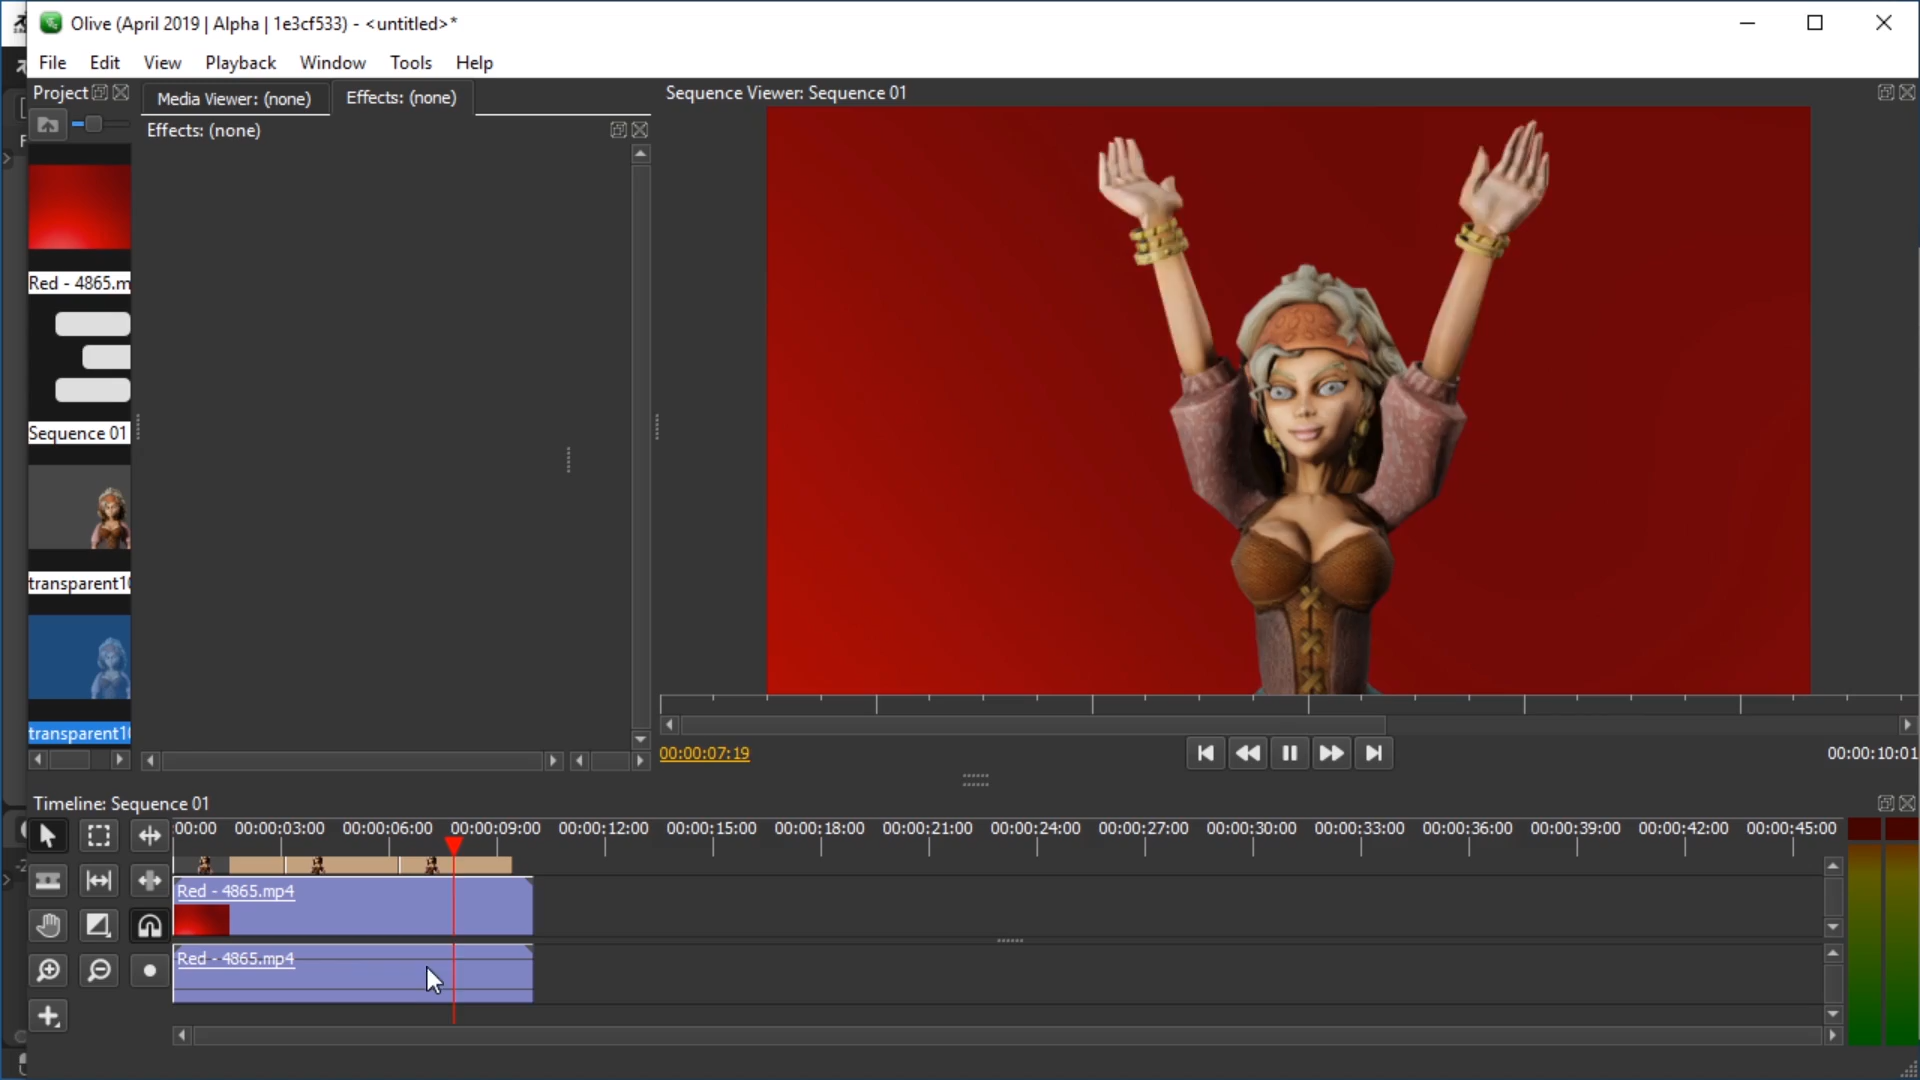 Olive (April 2019 | Alpha | 1e3cf533) - <untitled>*
File Edit View Playback Window Tools Help
Project
Media Viewer: (none)
Effects: (none)
Sequence Viewer: Sequence 01
Effects: (none)
Red - 4865.m
Sequence 01
transparent10
transparent10
00:00:07:19
00:00:10:01
Timeline: Sequence 01
:00:00 00:00:03:00 00:00:06:00 00:00:09:00 00:00:12:00 00:00:15:00 00:00:18:00 00:00:21:00 00:00:24:00 00:00:27:00 00:00:30:00 00:00:33:00 00:00:36:00 00:00:39:00 00:00:42:00 00:00:45:00
Red - 4865.mp4
Red - 4865.mp4